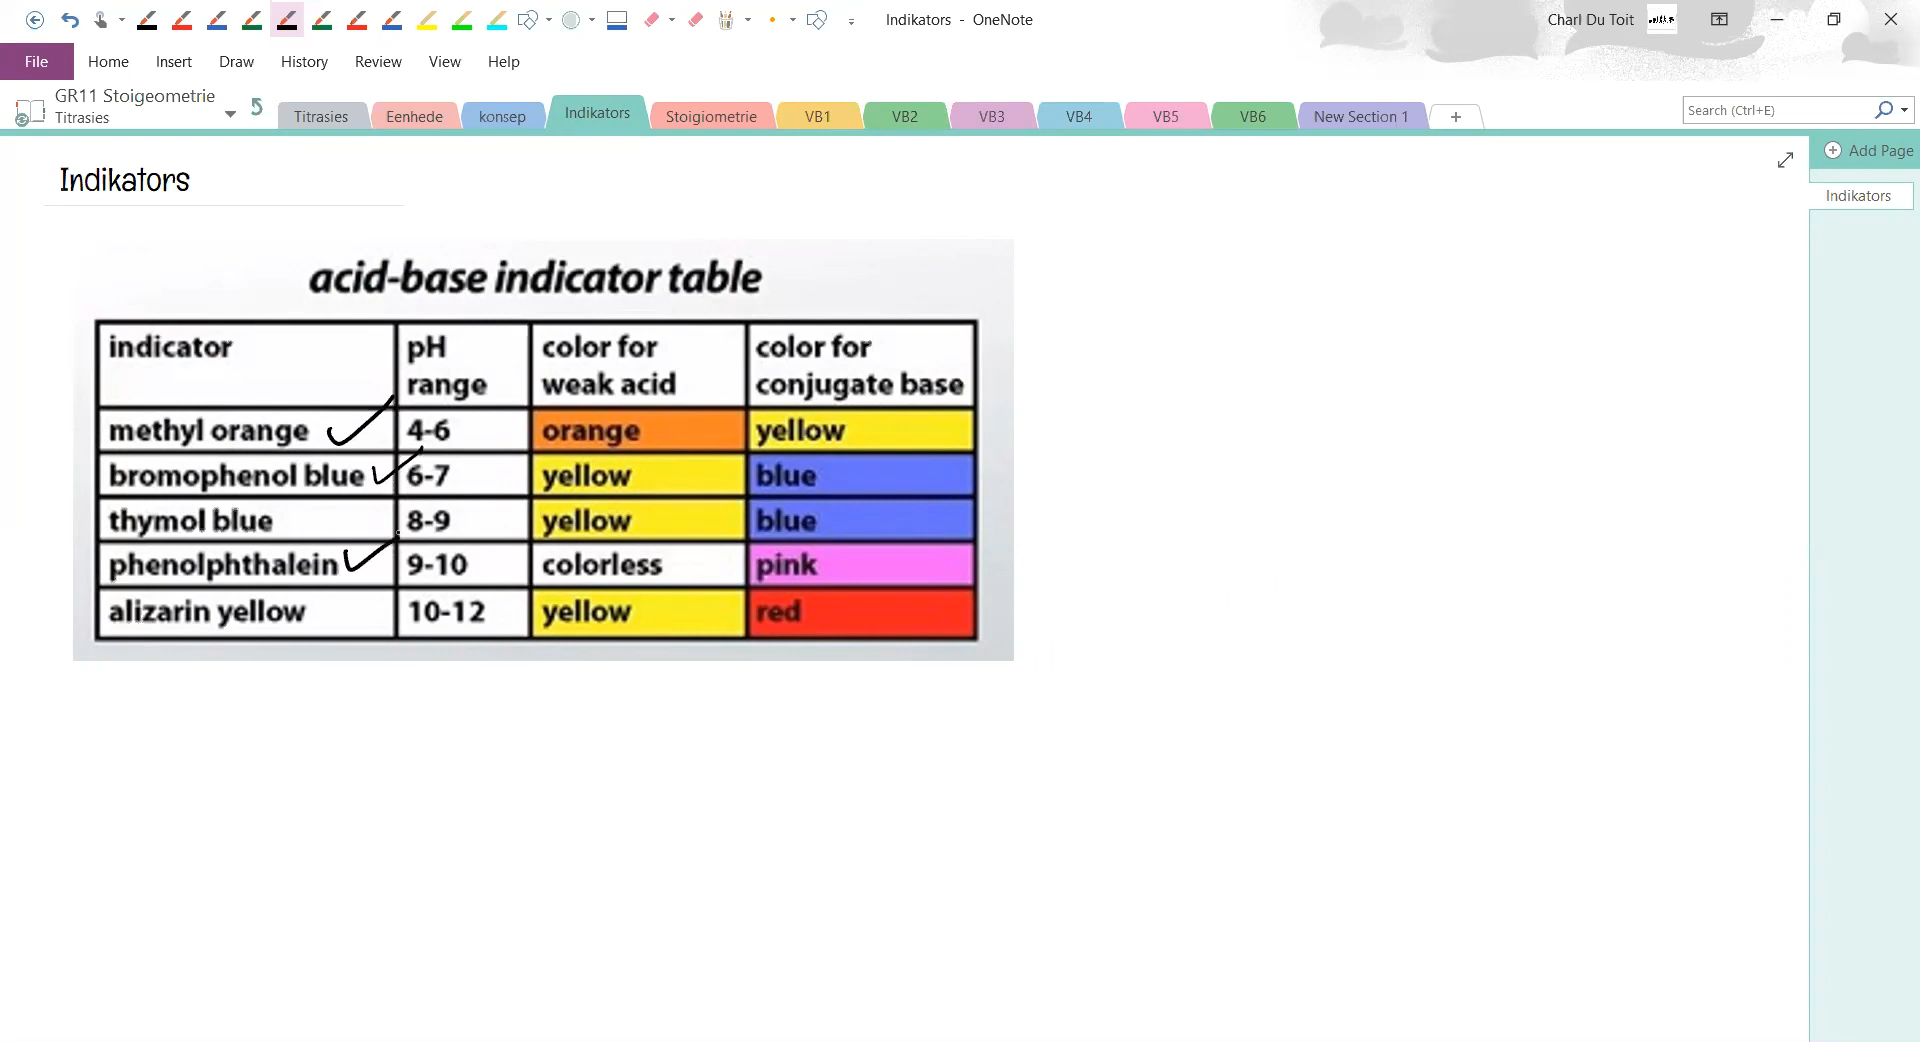 Indikators - OneNote
Charl Du Toit
File Home Insert Draw History Review View Help
GR11 Stoigeometrie
Titrasies
Titrasies Eenhede konsep Indikators Stoigiometrie VB1 VB2 VB3 VB4 VB5 VB6 New Section 1 +
Search (Ctrl+E)
Add Page
Indikators
Indikators
acid-base indicator table
indicator pH range color for weak acid color for conjugate base
methyl orange 4-6 orange yellow
bromophenol blue 6-7 yellow blue
thymol blue 8-9 yellow blue
phenolphthalein 9-10 colorless pink
alizarin yellow 10-12 yellow red